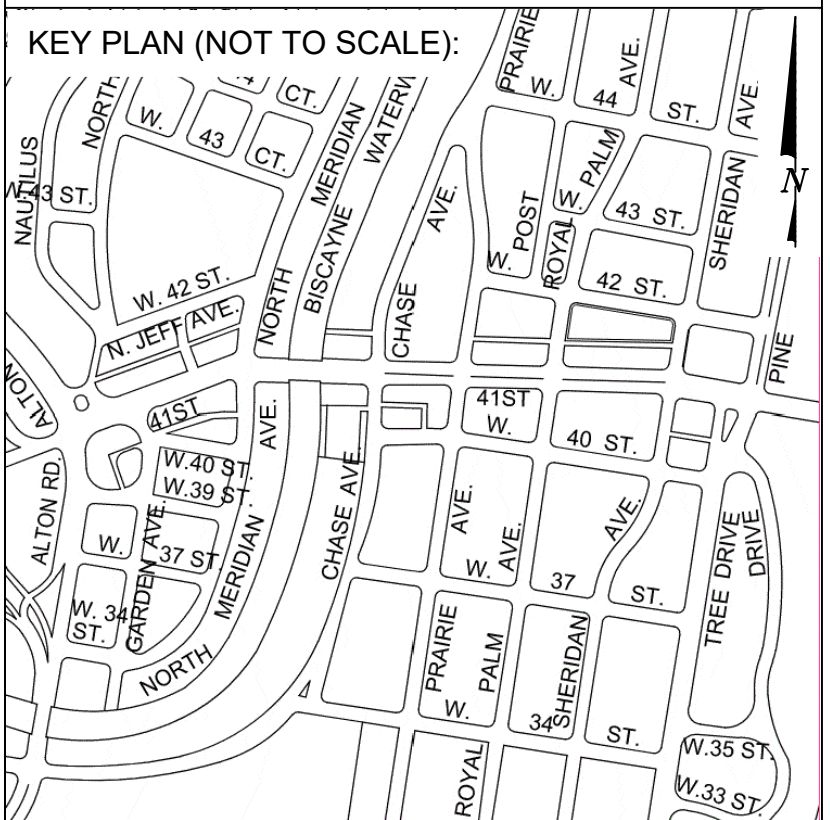 KEY PLAN (NOT TO SCALE):
PRAIRIE
AVE.
W. 44 ST.
AVE.
NORTH
CT.
W. 43 CT.
MERIDIAN
NAUTILUS
W.43 ST.
PALM
N
AVE.
POST
W. 43 ST.
SHERIDAN
ROYAL
BISCAYNE
NORTH
W. 42 ST.
W. 42 ST.
N. JEFF AVE.
CHASE
PINE
ALTON
41ST
AVE.
41ST
W. 40 ST.
W.40 ST.
W.39 ST.
ALTON RD.
CHASE AVE.
AVE.
AVE.
AVE.
GARDEN AVE.
W. 37 ST.
MERIDIAN
W. 37 ST.
TREE DRIVE
DRIVE
W. 34
ST.
PRAIRIE
PALM
SHERIDAN
NORTH
W. 34 ST.
W.35 ST.
ROYAL
W.33 ST.